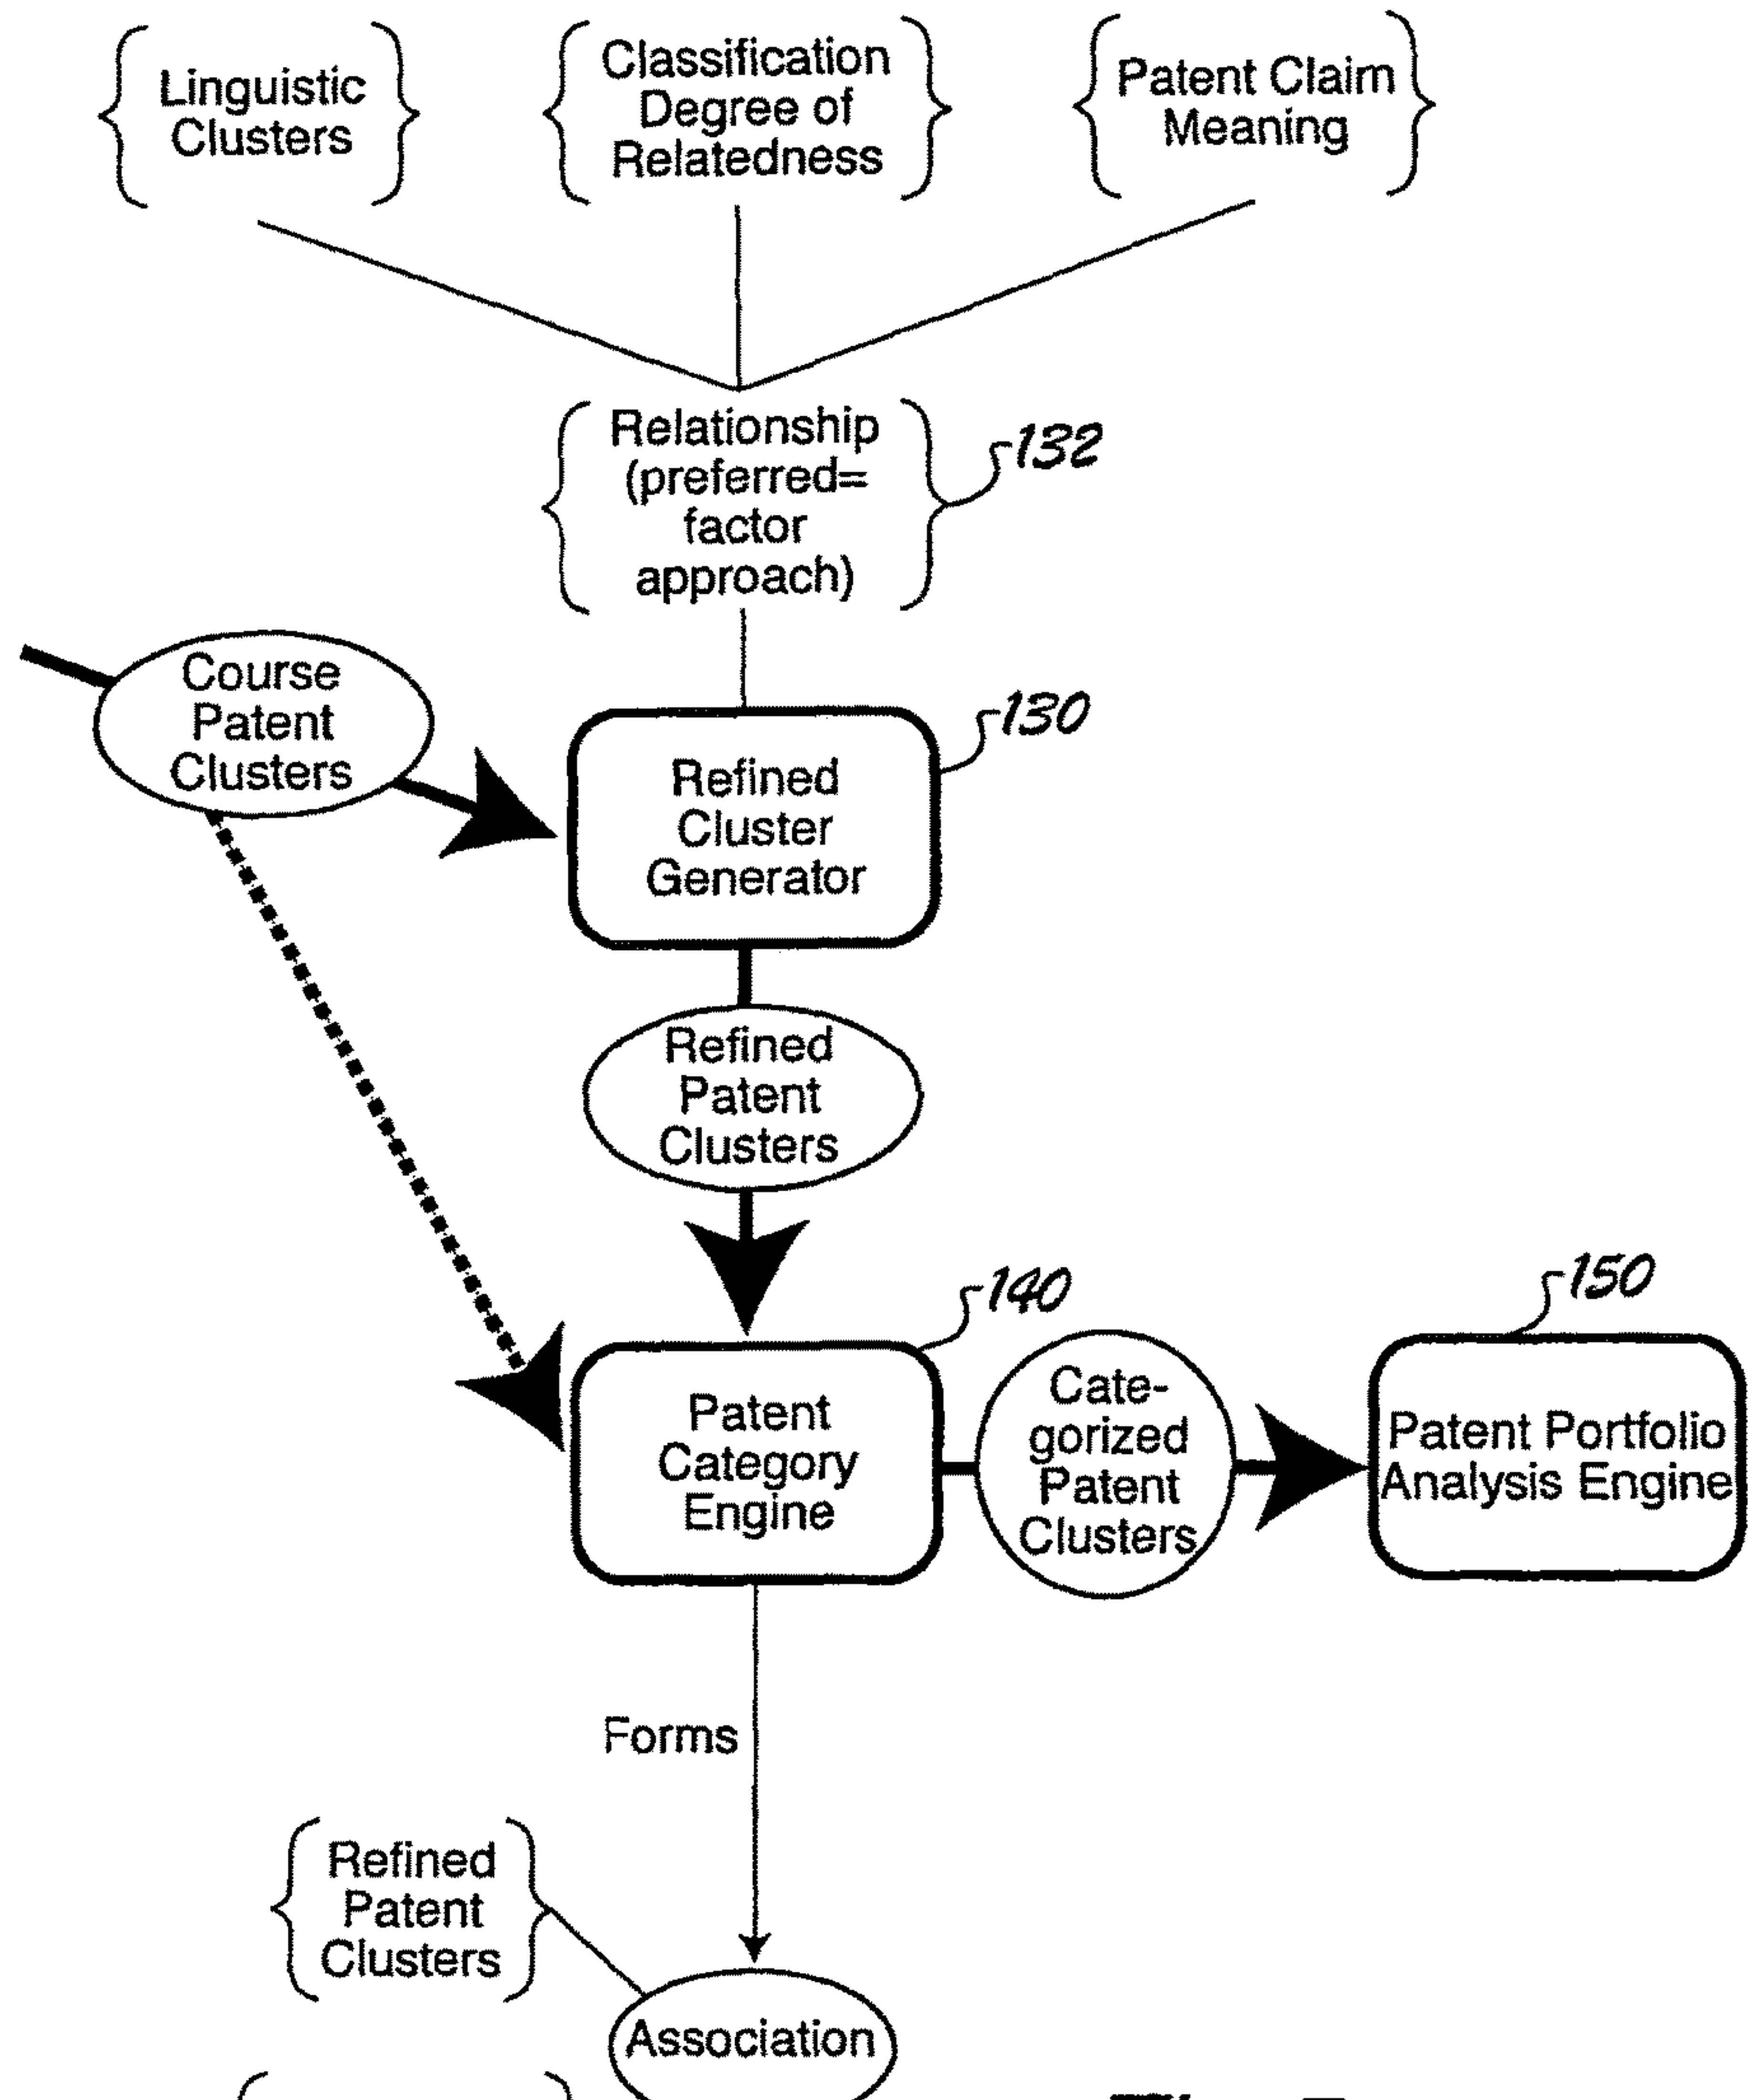 Linguistic
Clusters
Classification
Degree of
Relatedness
Patent Claim
Meaning
Relationship
(preferred=
factor
approach)
132
Course
Patent
Clusters
130
Refined
Cluster
Generator
Refined
Patent
Clusters
140
150
Patent
Category
Engine
Cate-
gorized
Patent
Clusters
Patent Portfolio
Analysis Engine
Forms
Refined
Patent
Clusters
Association